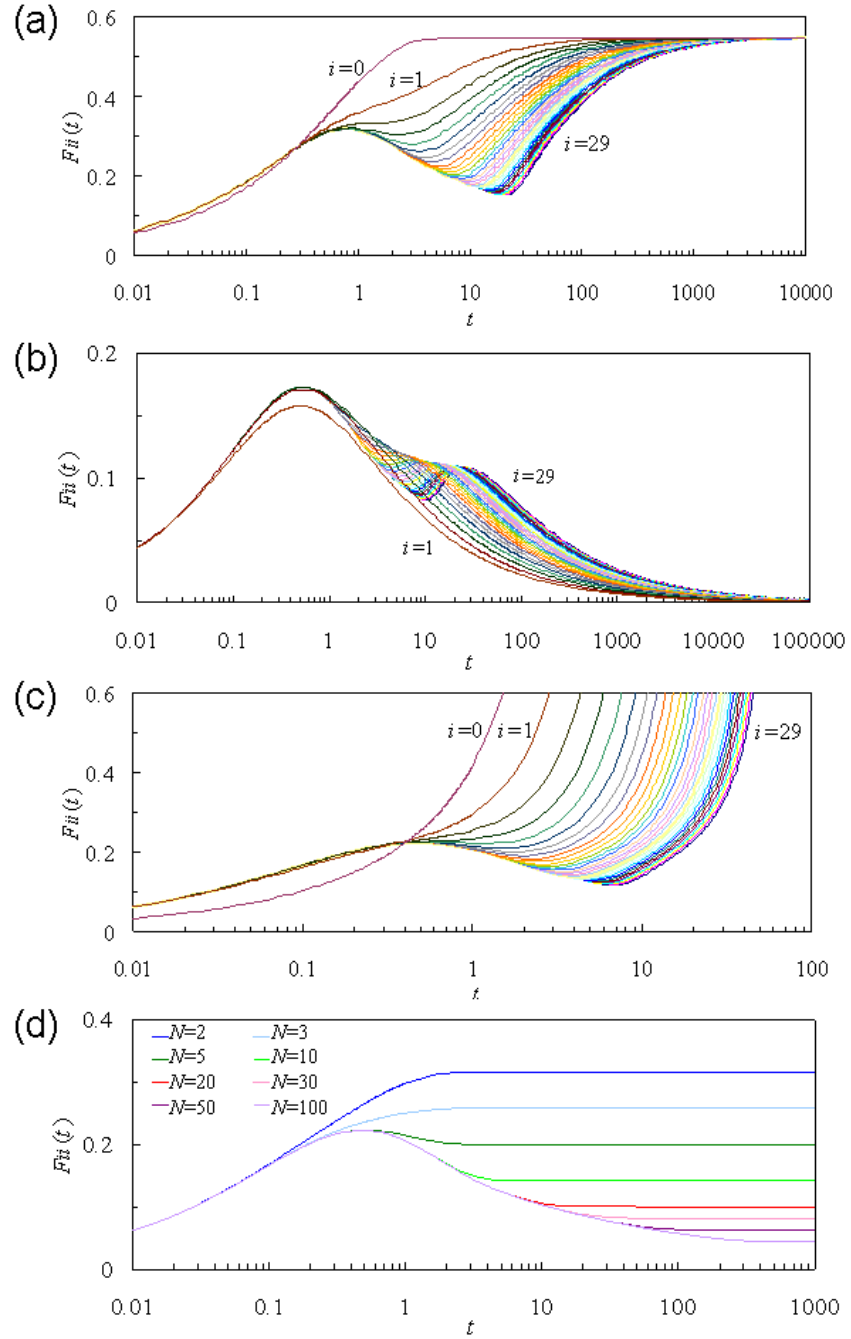 (a)
0.6
0.4
0.2
0
Fii(t)
i=0
i=1
i=29
0.01 0.1 1 10 100 1000 10000
t
(b)
0.2
0.1
0
Fii(t)
i=29
i=1
0.01 0.1 1 10 100 1000 10000 100000
t
(c)
0.6
0.4
0.2
0
Fii(t)
i=0 i=1 i=29
0.01 0.1 1 10 100
t
(d)
0.4
0.2
0
Fii(t)
N=2 N=3
N=5 N=10
N=20 N=30
N=50 N=100
0.01 0.1 1 10 100 1000
t